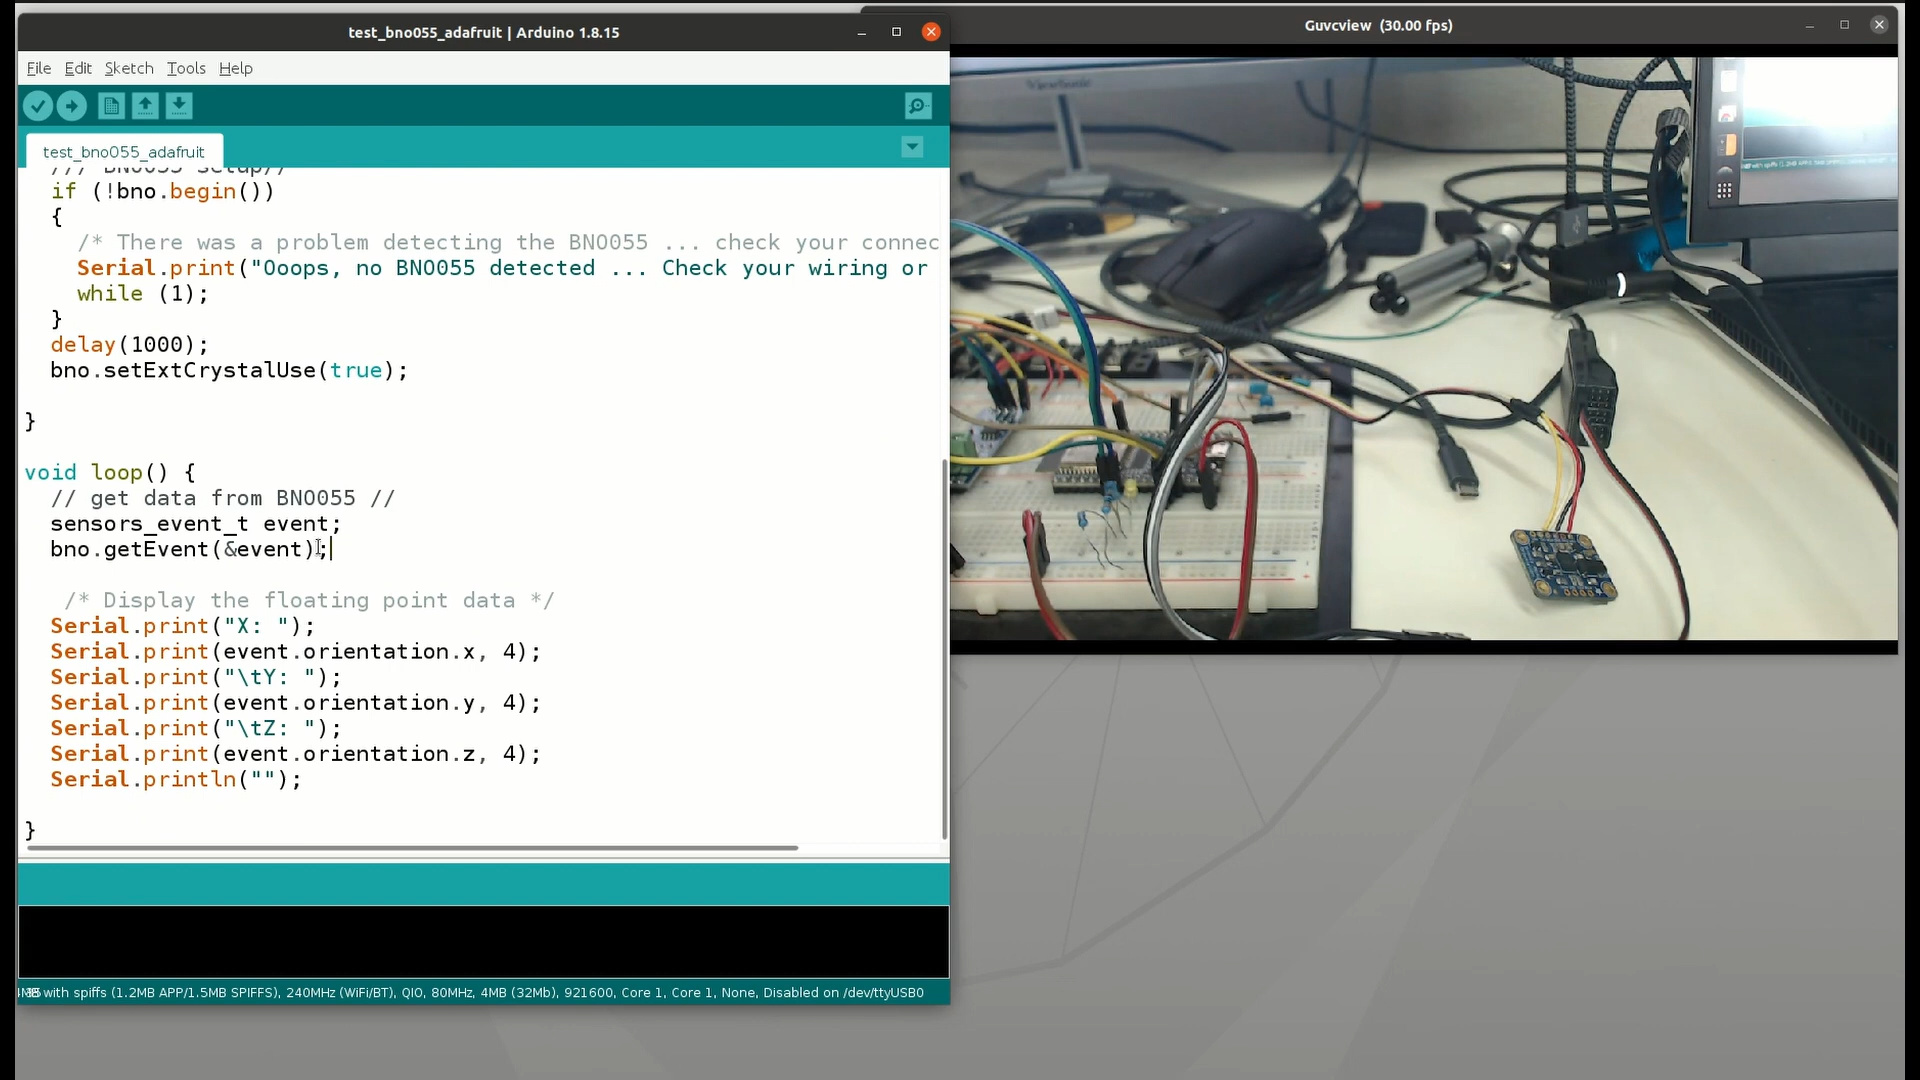 test_bno055_adafruit | Arduino 1.8.15
File Edit Sketch Tools Help
test_bno055_adafruit
/// BNO055 setup//
if (!bno.begin())
{
/* There was a problem detecting the BNO055 ... check your connec
Serial.print("Ooops, no BNO055 detected ... Check your wiring or
while (1);
}
delay(1000);
bno.setExtCrystalUse(true);
}
void loop() {
// get data from BNO055 //
sensors_event_t event;
bno.getEvent(&event);
/* Display the floating point data */
Serial.print("X: ");
Serial.print(event.orientation.x, 4);
Serial.print("\tY: ");
Serial.print(event.orientation.y, 4);
Serial.print("\tZ: ");
Serial.print(event.orientation.z, 4);
Serial.println("");
}
with spiffs (1.2MB APP/1.5MB SPIFFS), 240MHz (WiFi/BT), QIO, 80MHz, 4MB (32Mb), 921600, Core 1, Core 1, None, Disabled on /dev/ttyUSB0
Guvcview (30.00 fps)
ViewSonic